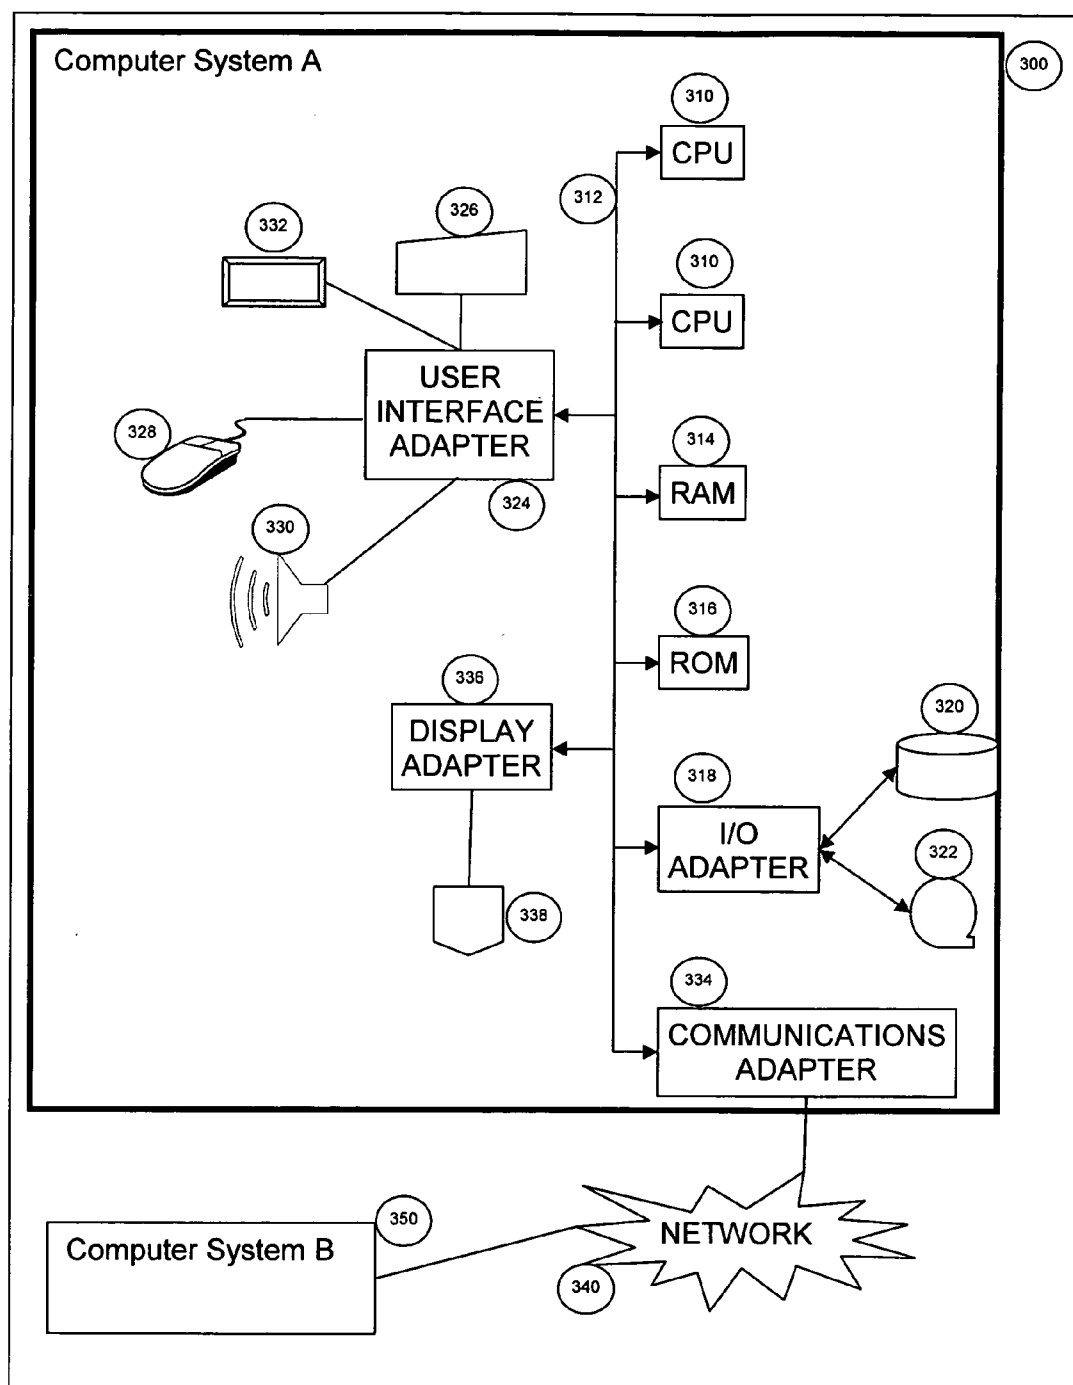 Computer System A
300
310
CPU
312
326
332
310
CPU
USER
INTERFACE
ADAPTER
328
314
RAM
324
330
316
ROM
336
DISPLAY
ADAPTER
320
318
I/O
ADAPTER
322
338
334
COMMUNICATIONS
ADAPTER
350
Computer System B
NETWORK
340